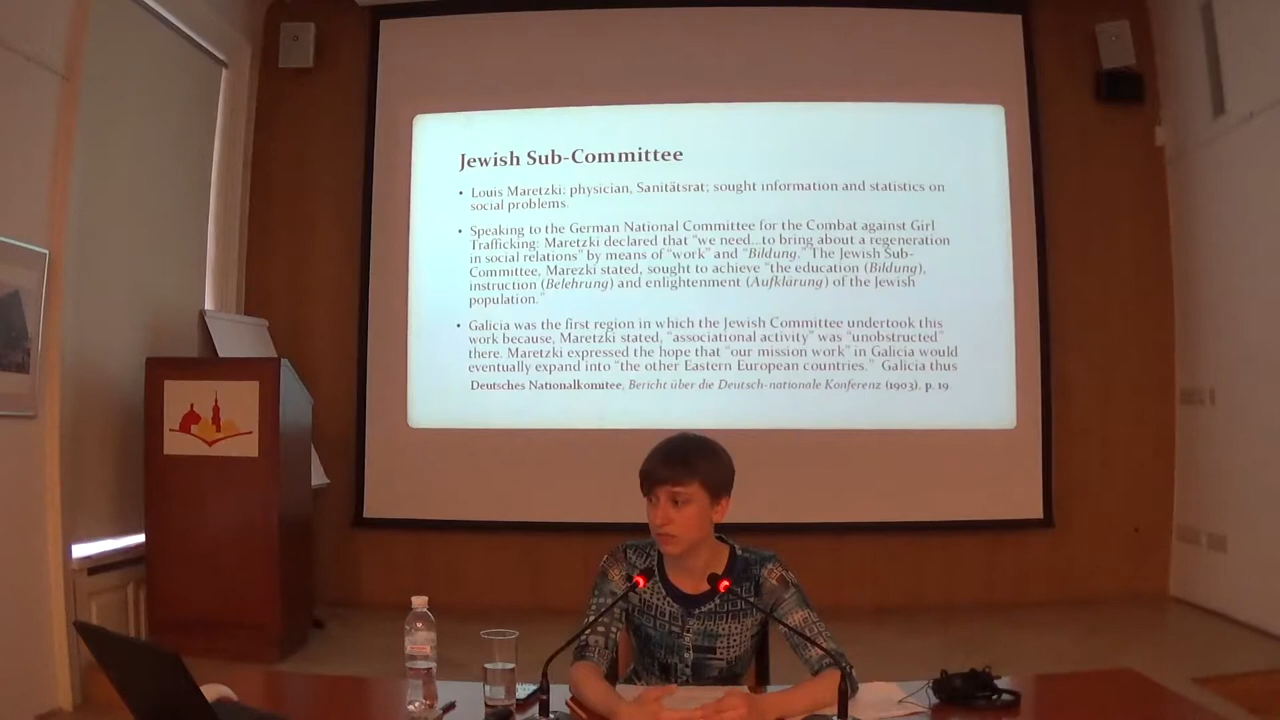 Jewish Sub-Committee
• Louis Maretzki: physician, Sanitätsrat; sought information and statistics on
social problems.
• Speaking to the German National Committee for the Combat against Girl
Trafficking: Maretzki declared that "we need...to bring about a regeneration
in social relations" by means of "work" and "Bildung." The Jewish Sub-
Committee, Marezki stated, sought to achieve "the education (Bildung),
instruction (Belehrung) and enlightenment (Aufklärung) of the Jewish
population."
• Galicia was the first region in which the Jewish Committee undertook this
work because, Maretzki stated, "associational activity" was "unobstructed"
there. Maretzki expressed the hope that "our mission work" in Galicia would
eventually expand into "the other Eastern European countries." Galicia thus
Deutsches Nationalkomitee, Bericht über die Deutsch-nationale Konferenz (1903), p. 19.